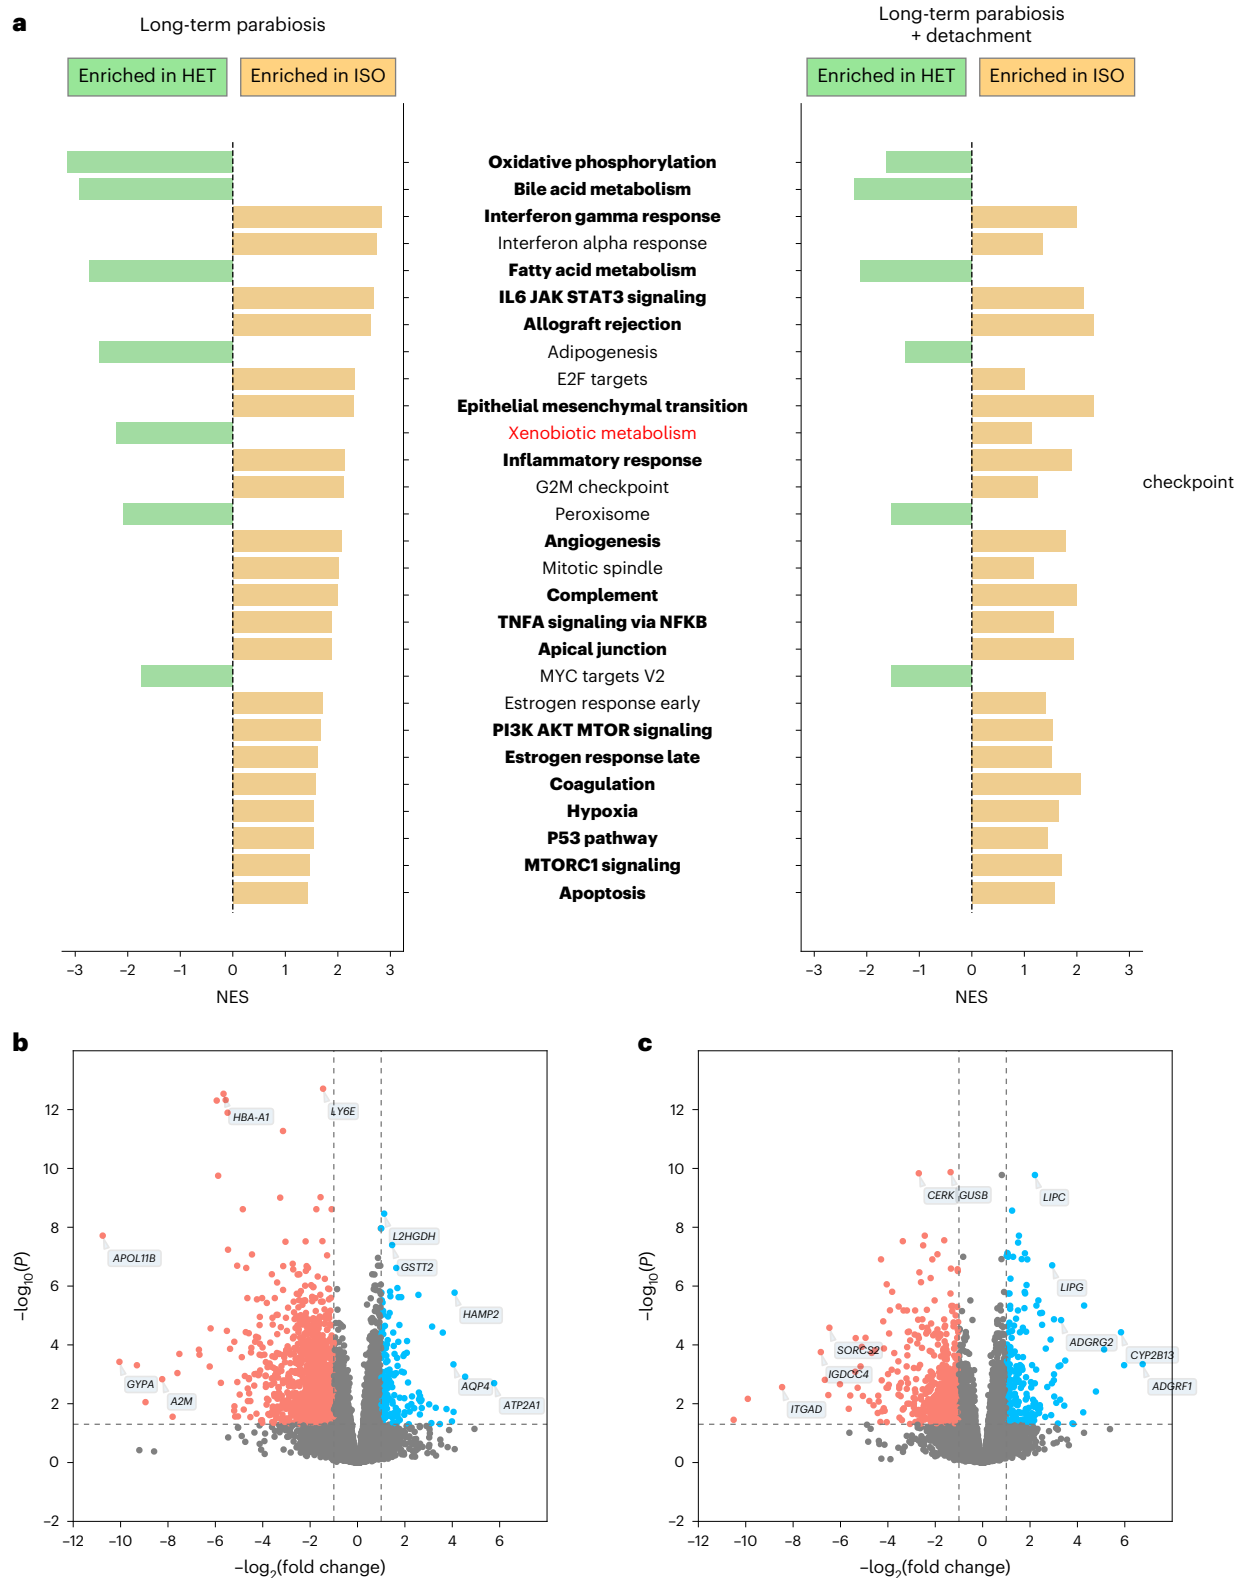 a
Long-term parabiosis
Long-term parabiosis
+ detachment
Enriched in HET
Enriched in ISO
Enriched in HET
Enriched in ISO
Oxidative phosphorylation
Bile acid metabolism
Interferon gamma response
Interferon alpha response
Fatty acid metabolism
IL6 JAK STAT3 signaling
Allograft rejection
Adipogenesis
E2F targets
Epithelial mesenchymal transition
Xenobiotic metabolism
Inflammatory response
G2M checkpoint
checkpoint
Peroxisome
Angiogenesis
Mitotic spindle
Complement
TNFA signaling via NFKB
Apical junction
MYC targets V2
Estrogen response early
PI3K AKT MTOR signaling
Estrogen response late
Coagulation
Hypoxia
P53 pathway
MTORC1 signaling
Apoptosis
−3 −2 −1 0 1 2 3
NES
−3 −2 −1 0 1 2 3
NES
b
−log10(P)
12
10
8
6
4
2
0
−2
HBA-A1
LY6E
APOL11B
L2HGDH
GSTT2
HAMP2
GYPA
A2M
AQP4
ATP2A1
−12 −10 −8 −6 −4 −2 0 2 4 6
−log2(fold change)
c
−log10(P)
12
10
8
6
4
2
0
−2
CERK
GUSB
LIPC
LIPG
ADGRG2
SORCS2
CYP2B13
IGDCC4
ADGRF1
ITGAD
−12 −10 −8 −6 −4 −2 0 2 4 6
−log2(fold change)